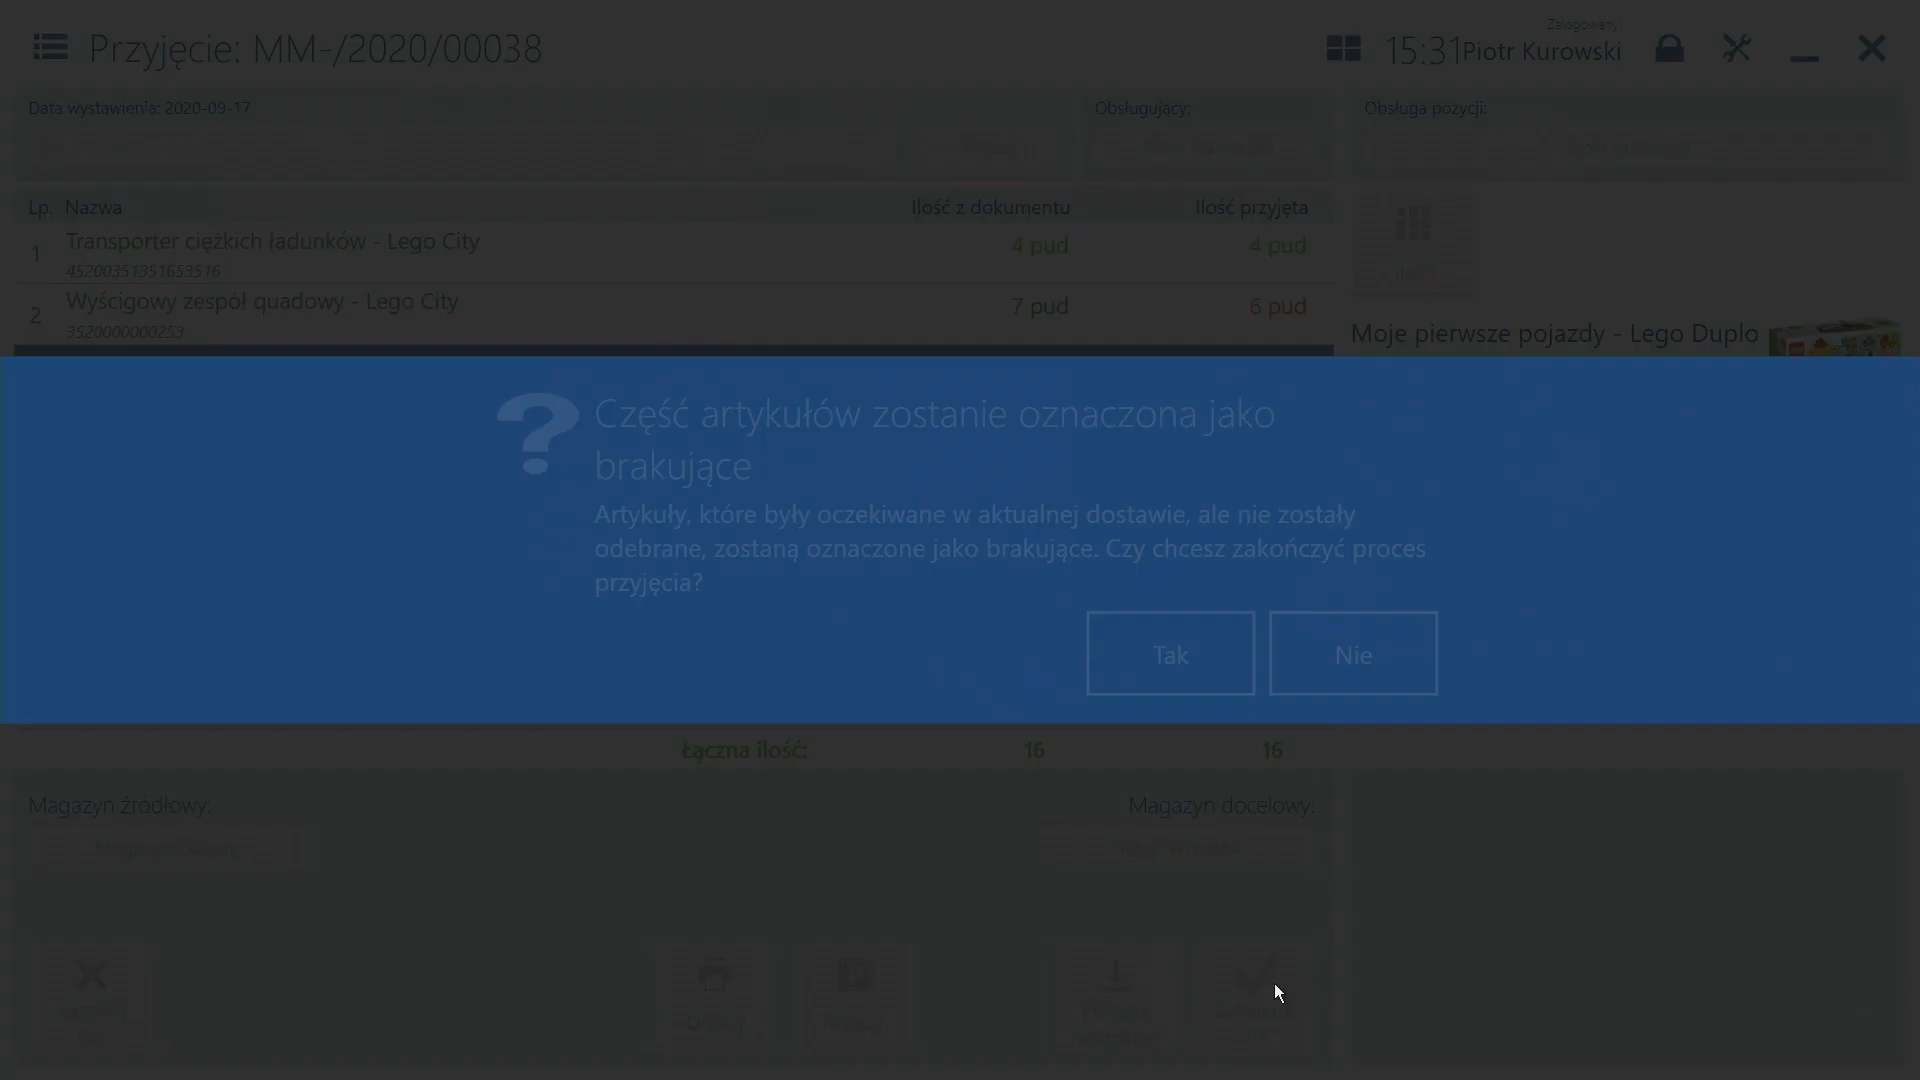 Zalogowany:
Przyjęcie: MM-/2020/00038
15:31 Piotr Kurowski
Data wystawienia: 2020-09-17
Obsługujący:
Obsługa pozycji:
Lp. Nazwa Ilość z dokumentu Ilość przyjęta
1 Transporter ciężkich ładunków - Lego City 4 pud 4 pud
45200351351653516
2 Wyścigowy zespół quadowy - Lego City 7 pud 6 pud
3520000000253
Moje pierwsze pojazdy - Lego Duplo
Część artykułów zostanie oznaczona jako
brakujące
Artykuły, które były oczekiwane w aktualnej dostawie, ale nie zostały
odebrane, zostaną oznaczone jako brakujące. Czy chcesz zakończyć proces
przyjęcia?
Tak Nie
Łączna ilość: 16 16
Magazyn źródłowy:
Magazyn docelowy: